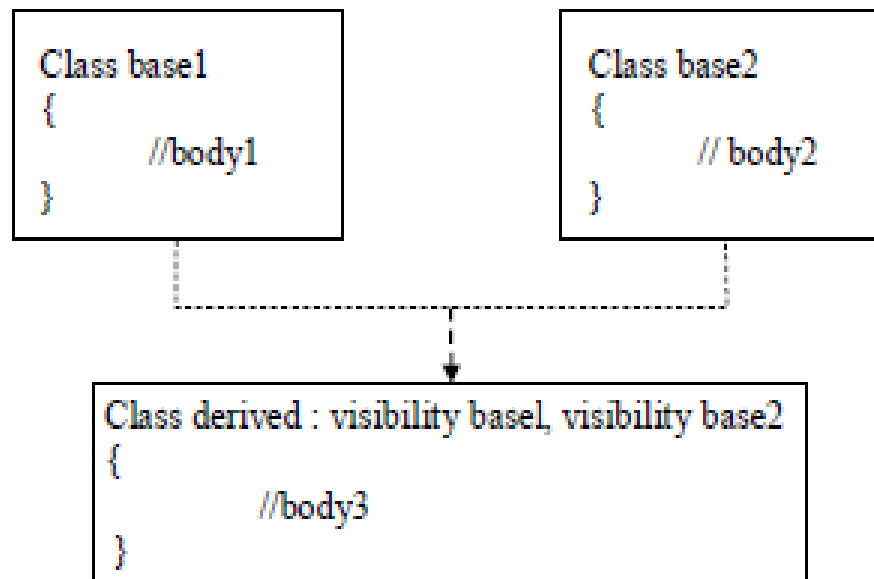 Class base1
{
//body1
}
Class base2
{
// body2
}
Class derived : visibility basel, visibility base2
{
//body3
}